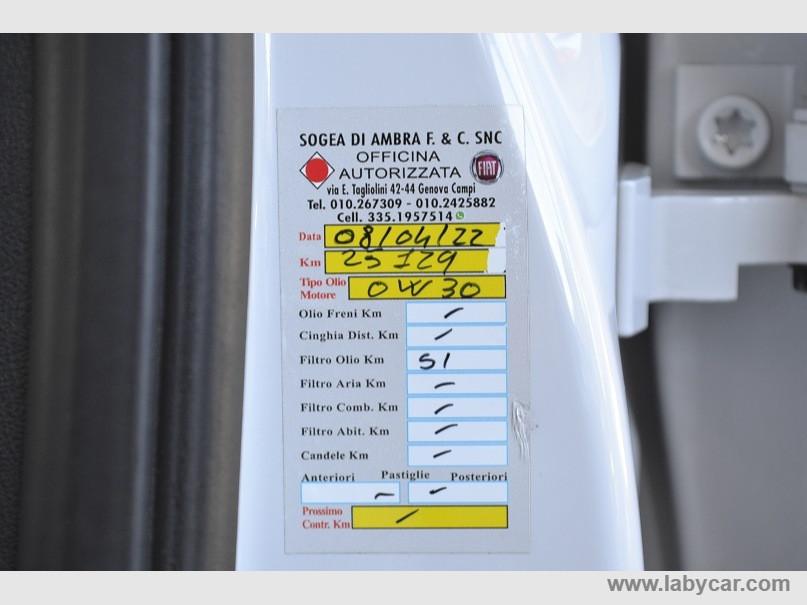 SOGEA DI AMBRA F. & C. SNC
OFFICINA
AUTORIZZATA
FIAT
via E. Tagliolini 42-44 Genova Campi
Tel. 010.267309 - 010.2425882
Cell. 335.1957514
Data 08/04/22
Km 25129
Tipo Olio
Motore 0W30
Olio Freni Km -
Cinghia Dist. Km -
Filtro Olio Km SI
Filtro Aria Km -
Filtro Comb. Km -
Filtro Abit. Km -
Candele Km -
Anteriori Pastiglie Posteriori
- -
Prossimo
Contr. Km /
www.labycar.com